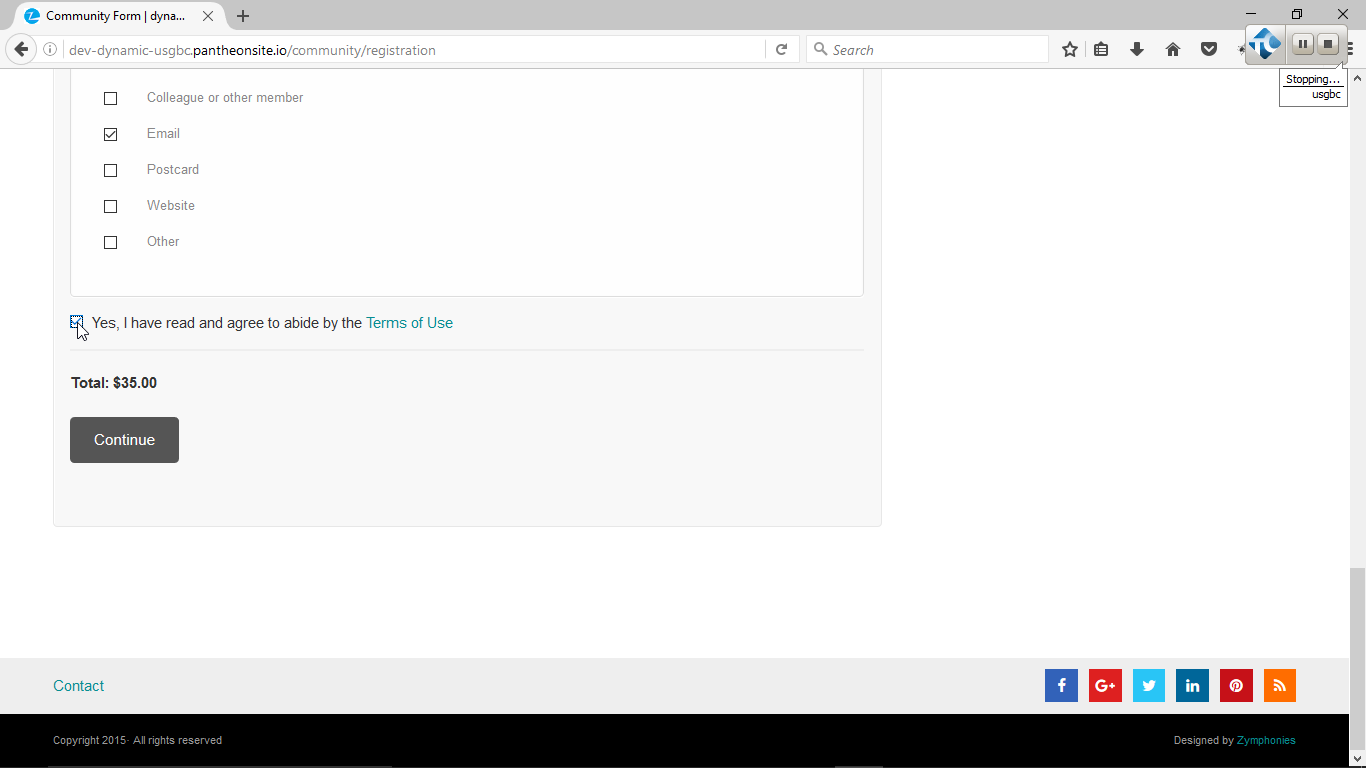 Community Form | dyna...
dev-dynamic-usgbc.pantheonsite.io/community/registration
Search
Stopping...
usgbc
Colleague or other member
Email
Postcard
Website
Other
Yes, I have read and agree to abide by the Terms of Use
Total: $35.00
Continue
Contact
Copyright 2015· All rights reserved
Designed by Zymphonies